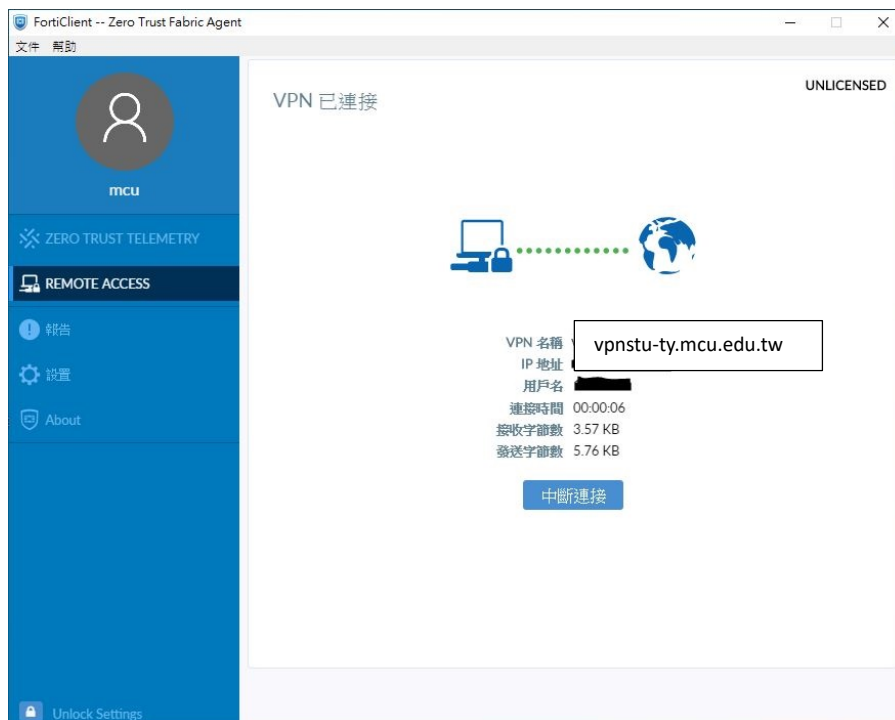 FortiClient -- Zero Trust Fabric Agent
文件 幫助
UNLICENSED
VPN 已連接
mcu
ZERO TRUST TELEMETRY
REMOTE ACCESS
報告
設置
About
VPN 名稱 vpnstu-ty.mcu.edu.tw
IP 地址
用戶名
連接時間 00:00:06
接收字節數 3.57 KB
發送字節數 5.76 KB
中斷連接
Unlock Settings